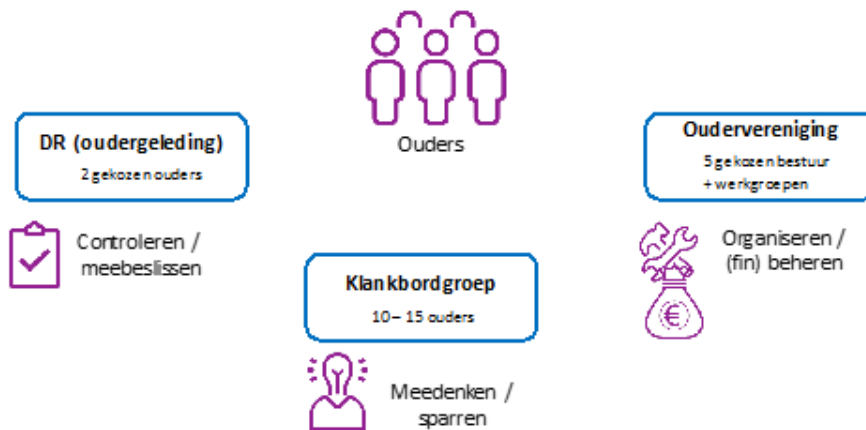 Ouders
DR (oudergeleding)
2 gekozen ouders
Controleren /
meebeslissen
Klankbordgroep
10 – 15 ouders
Meedenken /
sparren
Oudervereniging
5 gekozen bestuur
+ werkgroepen
Organiseren /
(fin) beheren
€